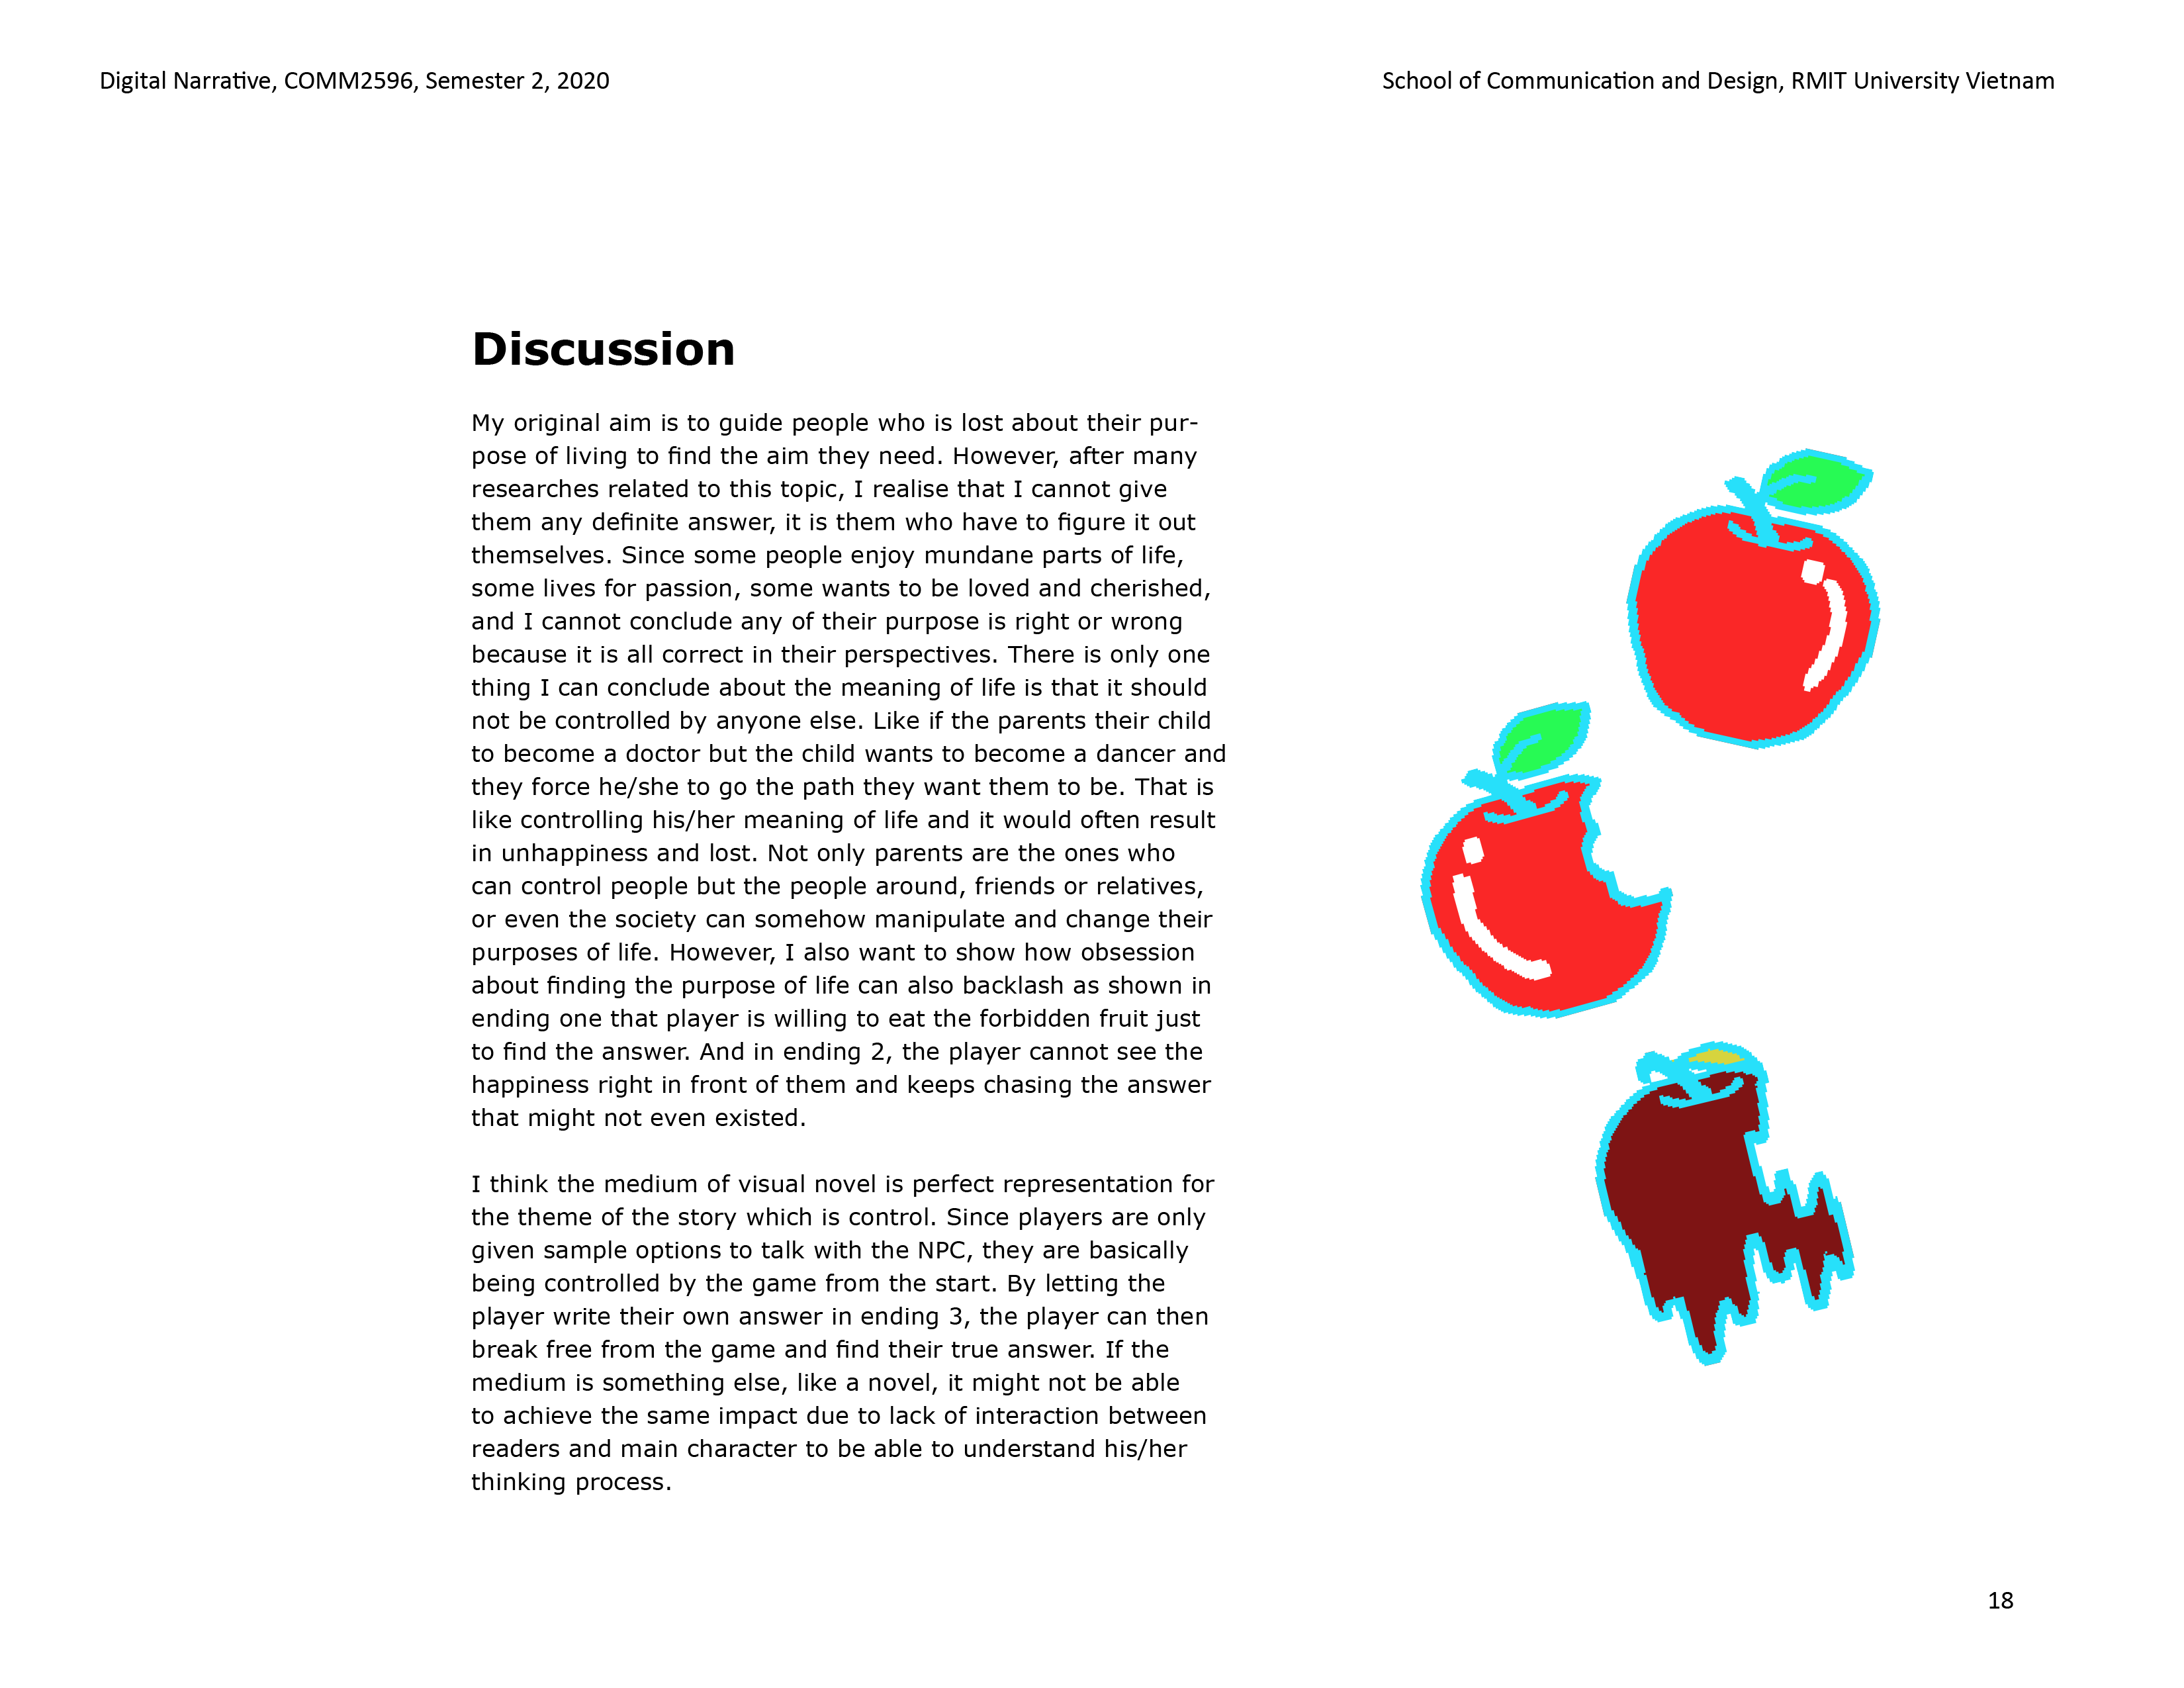 Digital Narrative, COMM2596, Semester 2, 2020
School of Communication and Design, RMIT University Vietnam
Discussion
My original aim is to guide people who is lost about their pur-
pose of living to find the aim they need. However, after many
researches related to this topic, I realise that I cannot give
them any definite answer, it is them who have to figure it out
themselves. Since some people enjoy mundane parts of life,
some lives for passion, some wants to be loved and cherished,
and I cannot conclude any of their purpose is right or wrong
because it is all correct in their perspectives. There is only one
thing I can conclude about the meaning of life is that it should
not be controlled by anyone else. Like if the parents their child
to become a doctor but the child wants to become a dancer and
they force he/she to go the path they want them to be. That is
like controlling his/her meaning of life and it would often result
in unhappiness and lost. Not only parents are the ones who
can control people but the people around, friends or relatives,
or even the society can somehow manipulate and change their
purposes of life. However, I also want to show how obsession
about finding the purpose of life can also backlash as shown in
ending one that player is willing to eat the forbidden fruit just
to find the answer. And in ending 2, the player cannot see the
happiness right in front of them and keeps chasing the answer
that might not even existed.
I think the medium of visual novel is perfect representation for
the theme of the story which is control. Since players are only
given sample options to talk with the NPC, they are basically
being controlled by the game from the start. By letting the
player write their own answer in ending 3, the player can then
break free from the game and find their true answer. If the
medium is something else, like a novel, it might not be able
to achieve the same impact due to lack of interaction between
readers and main character to be able to understand his/her
thinking process.
18